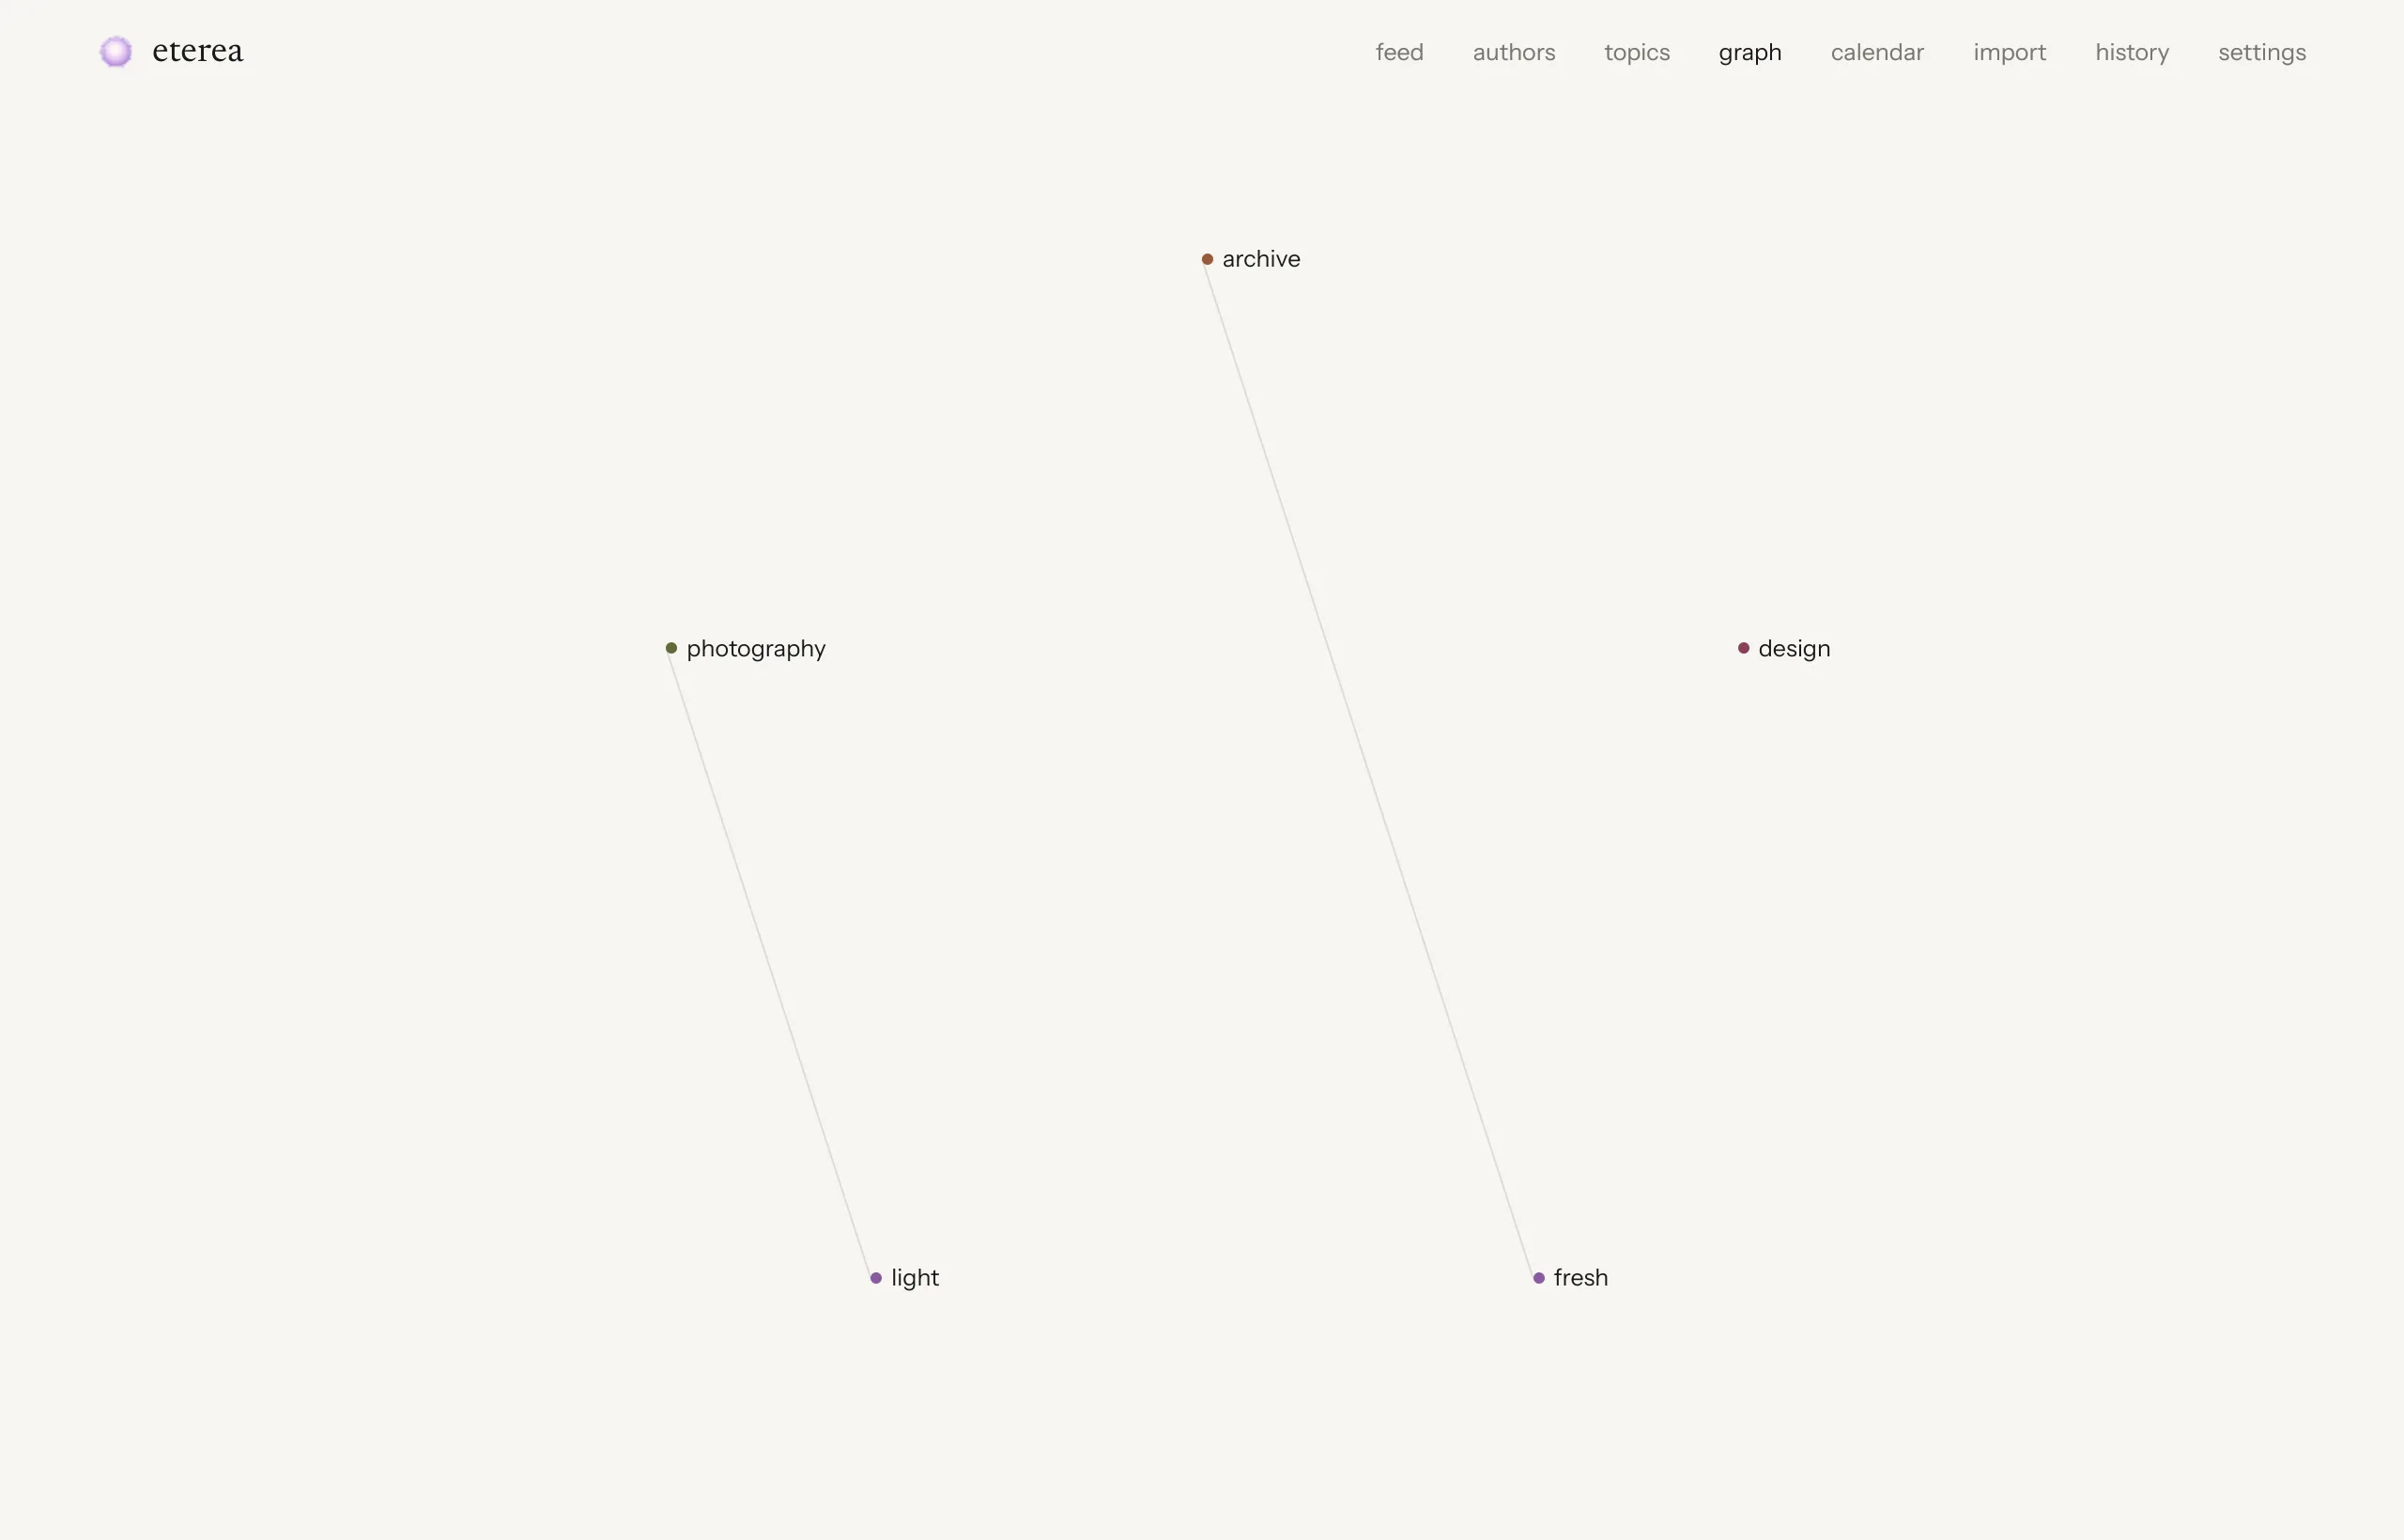 eterea
feed authors topics graph calendar import history settings
archive
photography
design
light
fresh